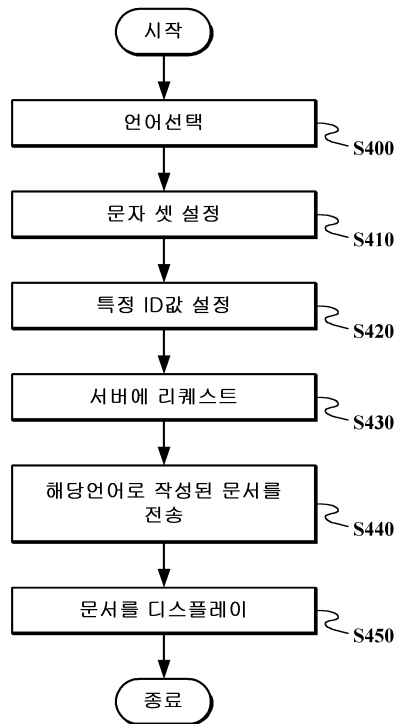 시작
언어선택
S400
문자 셋 설정
S410
특정 ID값 설정
S420
서버에 리퀘스트
S430
해당언어로 작성된 문서를
전송
S440
문서를 디스플레이
S450
종료